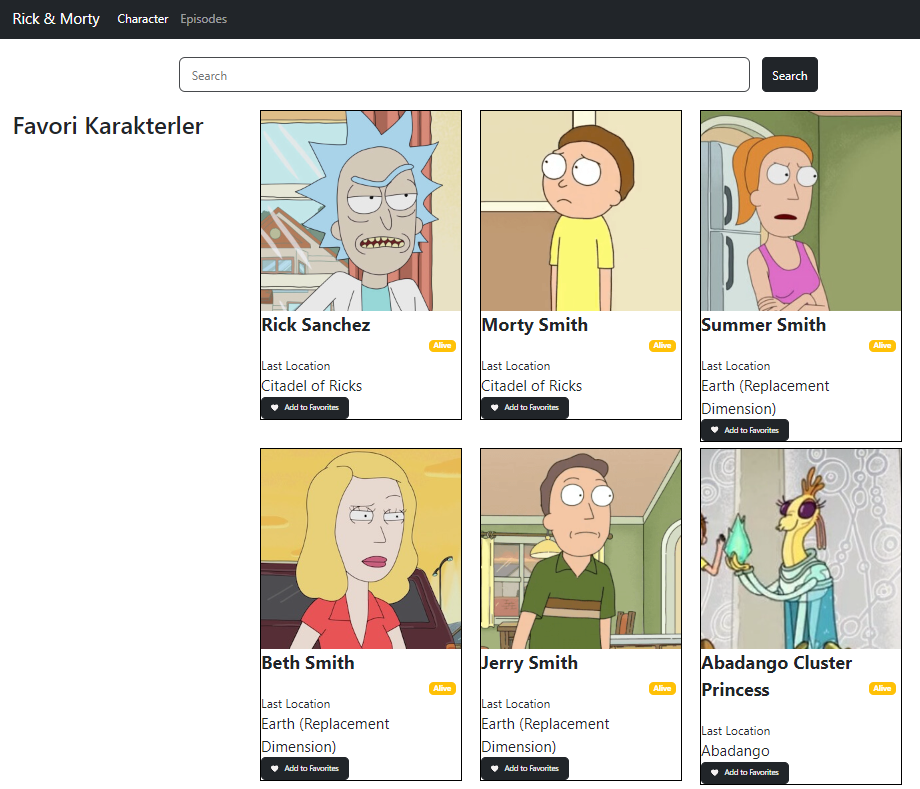 Rick & Morty Character Episodes
Search Search
Favori Karakterler
Rick Sanchez
Alive
Last Location
Citadel of Ricks
Add to Favorites
Morty Smith
Alive
Last Location
Citadel of Ricks
Add to Favorites
Summer Smith
Alive
Last Location
Earth (Replacement
Dimension)
Add to Favorites
Beth Smith
Alive
Last Location
Earth (Replacement
Dimension)
Add to Favorites
Jerry Smith
Alive
Last Location
Earth (Replacement
Dimension)
Add to Favorites
Abadango Cluster
Princess
Alive
Last Location
Abadango
Add to Favorites